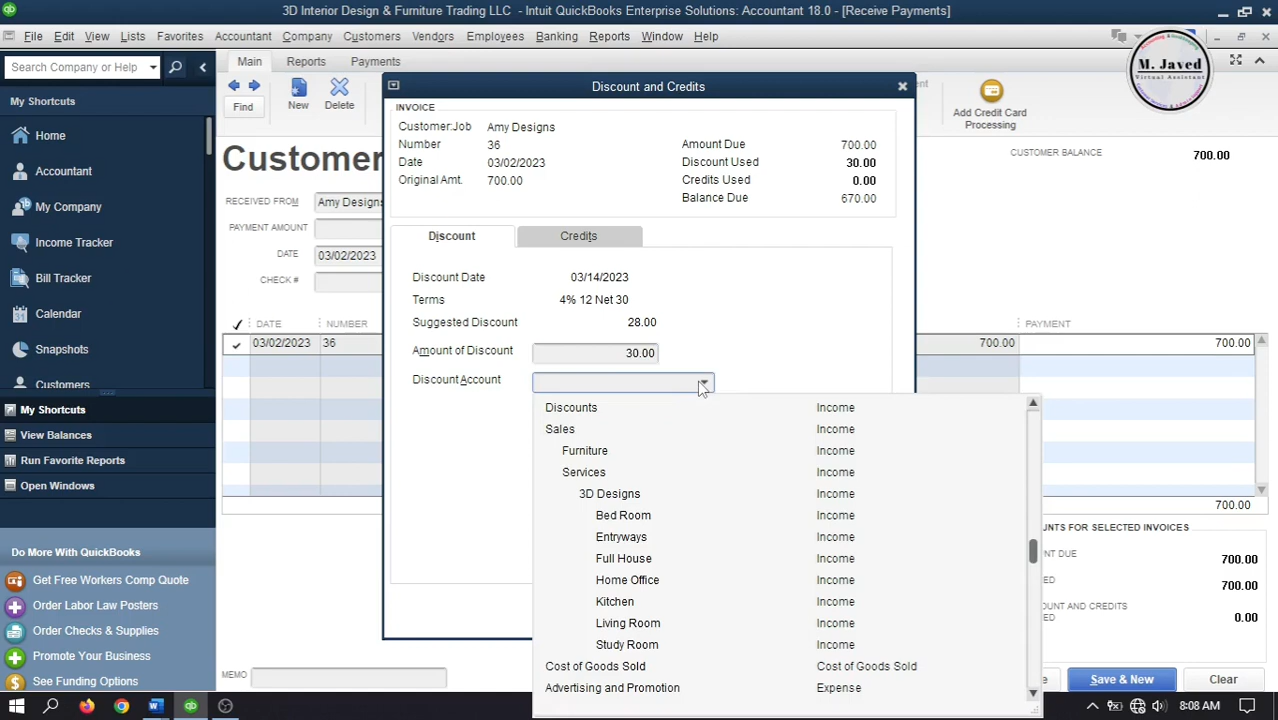 3D Interior Design & Furniture Trading LLC - Intuit QuickBooks Enterprise Solutions: Accountant 18.0 - [Receive Payments]
File Edit View Lists Favorites Accountant Company Customers Vendors Employees Banking Reports Window Help
Search Company or Help
My Shortcuts
Home
Accountant
My Company
Income Tracker
Bill Tracker
Calendar
Snapshots
Customers
My Shortcuts
View Balances
Run Favorite Reports
Open Windows
Do More With QuickBooks
Get Free Workers Comp Quote
Order Labor Law Posters
Order Checks & Supplies
Promote Your Business
See Funding Options
Main Reports Payments
Find
New
Delete
Add Credit Card
Processing
M. Javed
Virtual Assistant
Customer
CUSTOMER BALANCE 700.00
RECEIVED FROM Amy Designs
PAYMENT AMOUNT
DATE 03/02/2023
CHECK #
DATE NUMBER PAYMENT
03/02/2023 36 700.00 700.00
700.00
UNTS FOR SELECTED INVOICES
NT DUE 700.00
ED 700.00
OUNT AND CREDITS
ED 0.00
MEMO
Save & New
Clear
Discount and Credits
INVOICE
Customer:Job Amy Designs
Number 36
Date 03/02/2023
Original Amt. 700.00
Amount Due 700.00
Discount Used 30.00
Credits Used 0.00
Balance Due 670.00
Discount Credits
Discount Date 03/14/2023
Terms 4% 12 Net 30
Suggested Discount 28.00
Amount of Discount 30.00
Discount Account
Discounts Income
Sales Income
Furniture Income
Services Income
3D Designs Income
Bed Room Income
Entryways Income
Full House Income
Home Office Income
Kitchen Income
Living Room Income
Study Room Income
Cost of Goods Sold Cost of Goods Sold
Advertising and Promotion Expense
8:08 AM